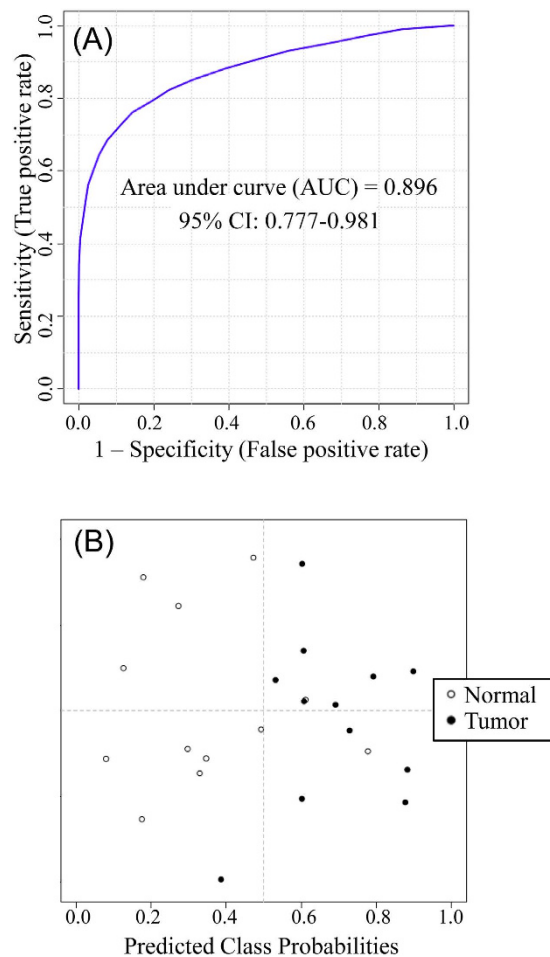 (A)
Sensitivity (True positive rate)
1.0
0.8
0.6
0.4
0.2
0.0
Area under curve (AUC) = 0.896
95% CI: 0.777-0.981
0.0 0.2 0.4 0.6 0.8 1.0
1 – Specificity (False positive rate)
(B)
Normal
Tumor
0.0 0.2 0.4 0.6 0.8 1.0
Predicted Class Probabilities